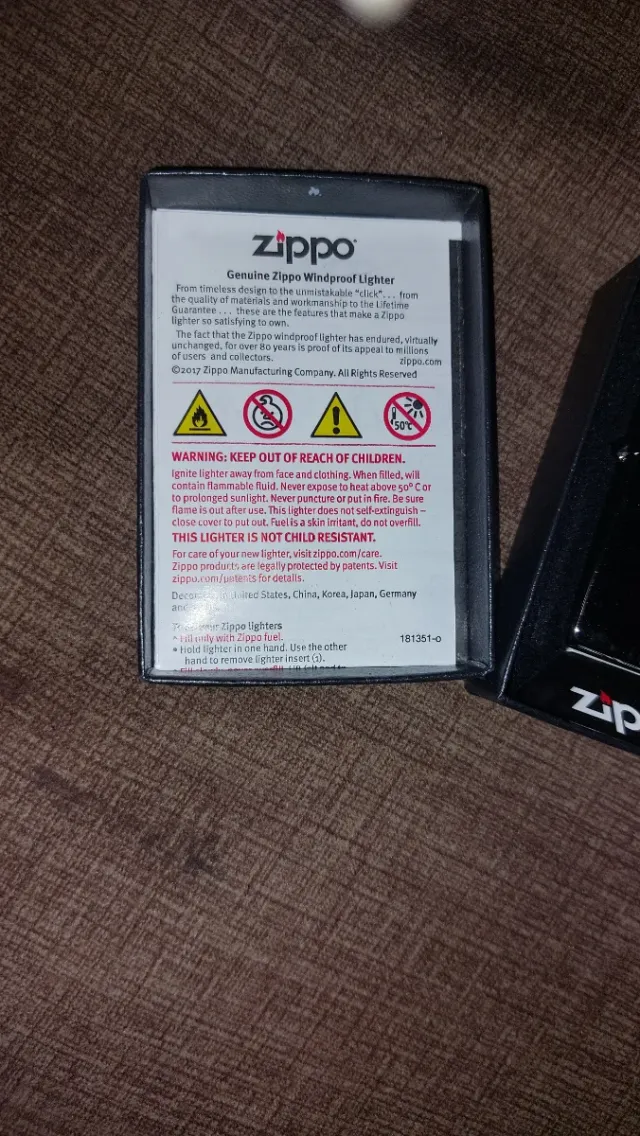 zippo
Genuine Zippo Windproof Lighter
From timeless design to the unmistakable "click"... from
the quality of materials and workmanship to the Lifetime
Guarantee ... these are the features that make a Zippo
lighter so satisfying to own.
The fact that the Zippo windproof lighter has endured, virtually
unchanged, for over 80 years is proof of its appeal to millions
of users and collectors. zippo.com
©2017 Zippo Manufacturing Company. All Rights Reserved
50°C
WARNING: KEEP OUT OF REACH OF CHILDREN.
Ignite lighter away from face and clothing. When filled, will
contain flammable fluid. Never expose to heat above 50° C or
to prolonged sunlight. Never puncture or put in fire. Be sure
flame is out after use. This lighter does not self-extinguish –
close cover to put out. Fuel is a skin irritant, do not overfill.
THIS LIGHTER IS NOT CHILD RESISTANT.
For care of your new lighter, visit zippo.com/care.
Zippo products are legally protected by patents. Visit
zippo.com/patents for details.
States, China, Korea, Japan, Germany
and
your Zippo lighters
• Fill only with Zippo fuel. 181351-0
• Hold lighter in one hand. Use the other
hand to remove lighter insert (1).
zip